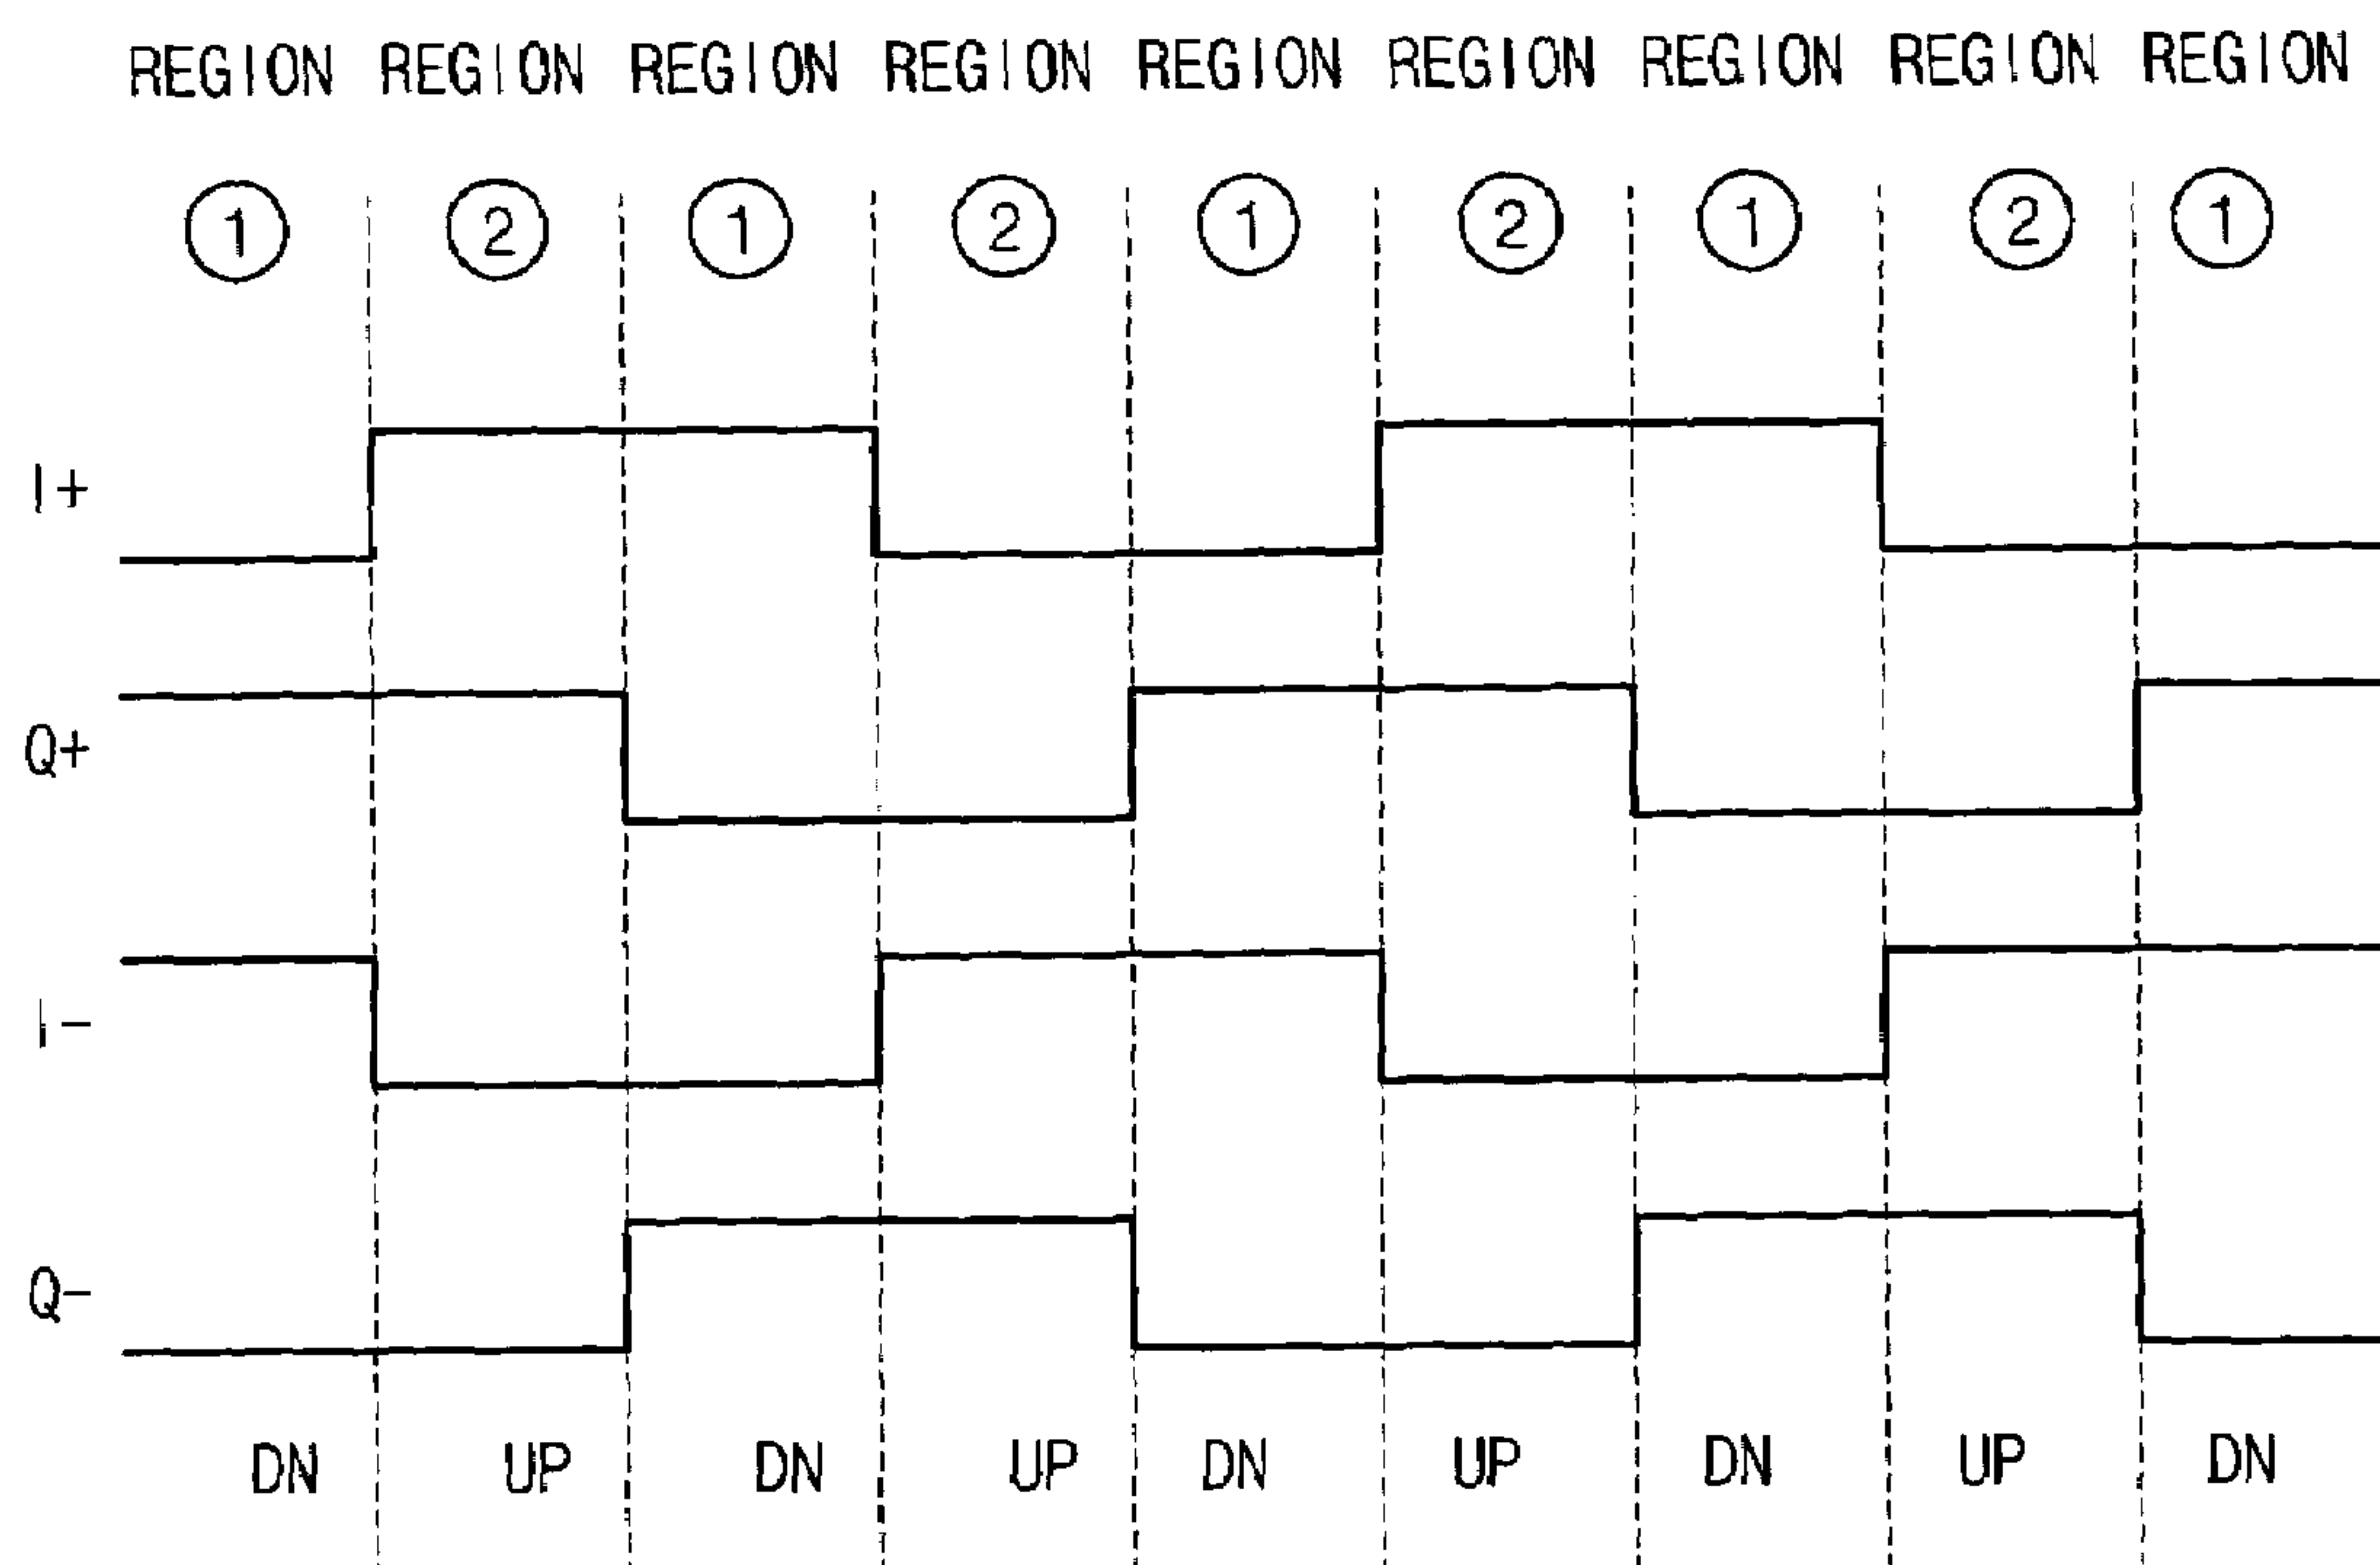 REGION REGION REGION REGION REGION REGION REGION REGION REGION
① ② ① ② ① ② ① ② ①
I+
Q+
I-
Q-
DN UP DN UP DN UP DN UP DN